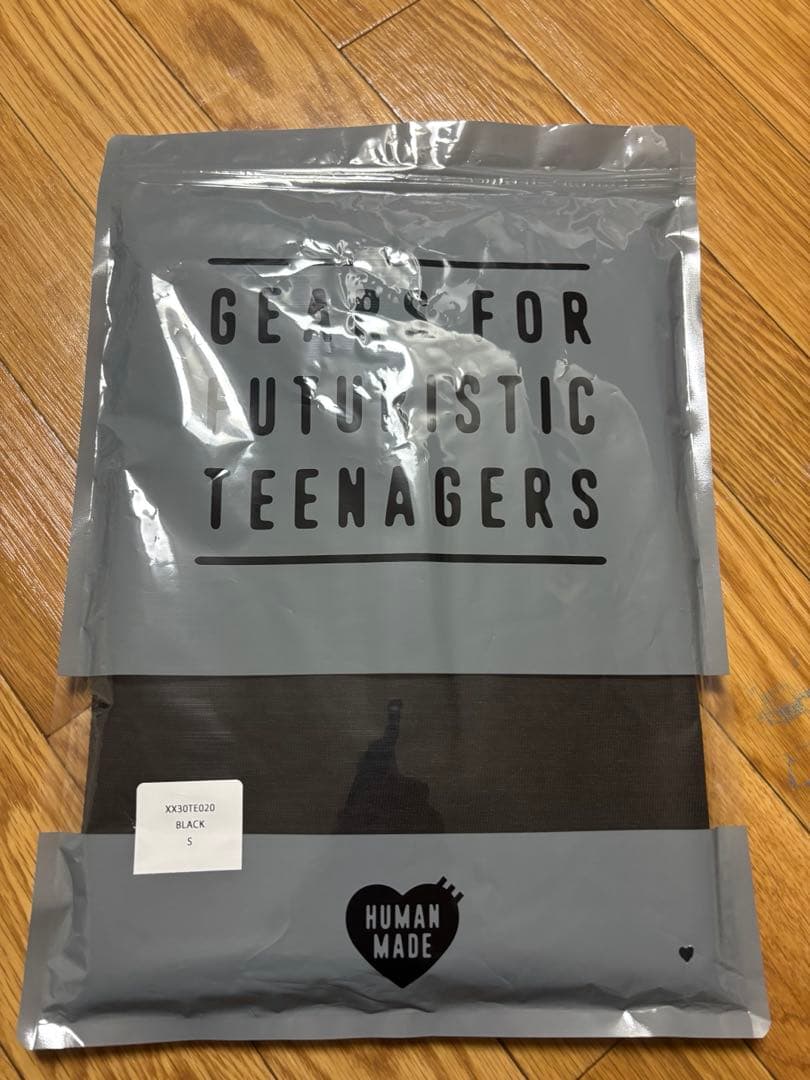 GEARS FOR
FUTURISTIC
TEENAGERS
XX30TE020
BLACK
S
HUMAN
MADE